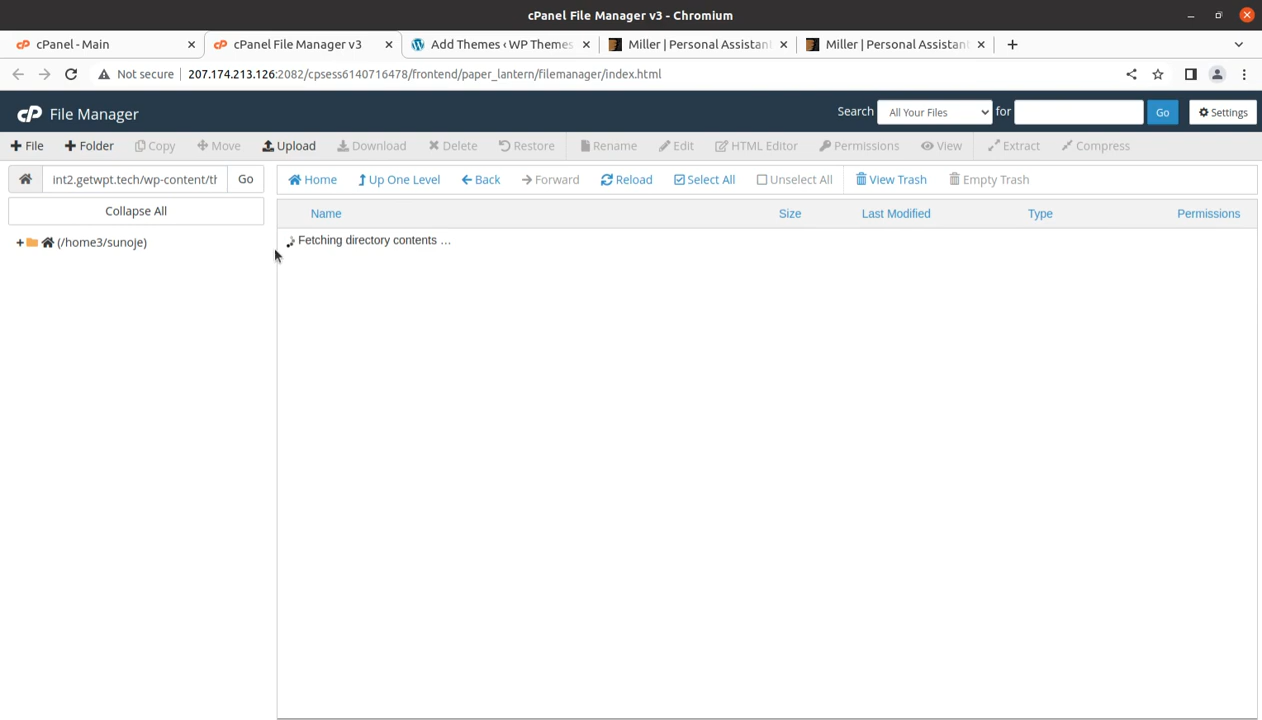 cPanel File Manager v3 - Chromium
cPanel - Main
cPanel File Manager v3
Add Themes ‹ WP Themes
Miller | Personal Assistant
Miller | Personal Assistant
Not secure
207.174.213.126:2082/cpsess6140716478/frontend/paper_lantern/filemanager/index.html
cP File Manager
Search
All Your Files
for
Go
Settings
File
Folder
Copy
Move
Upload
Download
Delete
Restore
Rename
Edit
HTML Editor
Permissions
View
Extract
Compress
int2.getwpt.tech/wp-content/th
Go
Home
Up One Level
Back
Forward
Reload
Select All
Unselect All
View Trash
Empty Trash
Collapse All
(/home3/sunoje)
Name
Size
Last Modified
Type
Permissions
Fetching directory contents ...